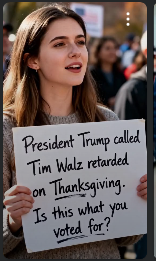 President Trump called
Tim Walz retarded
on Thanksgiving.
Is this what you
voted for?